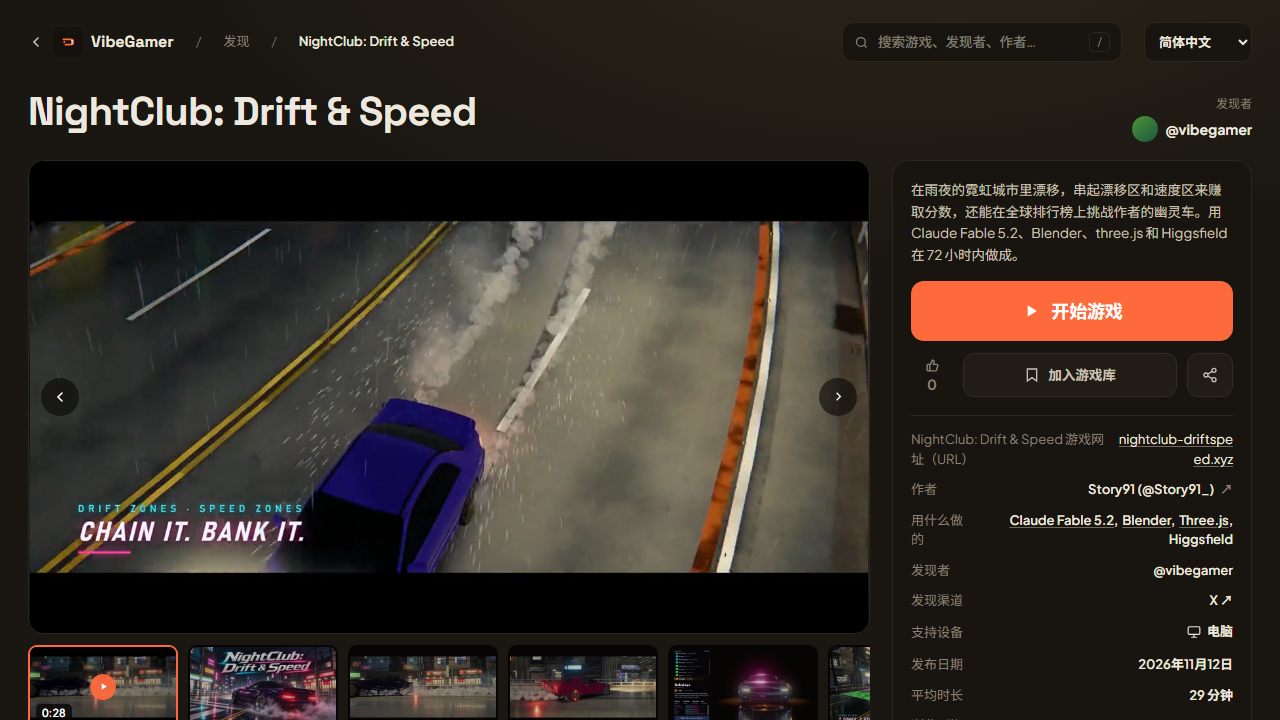 VibeGamer / 发现 / NightClub: Drift & Speed
搜索游戏、发现者、作者... /
简体中文
NightClub: Drift & Speed
发现者
@vibegamer
DRIFT ZONES · SPEED ZONES
CHAIN IT. BANK IT.
0:28
NightClub:
Drift & Speed
在雨夜的霓虹城市里漂移，串起漂移区和速度区来赚
取分数，还能在全球排行榜上挑战作者的幽灵车。用
Claude Fable 5.2、Blender、three.js 和 Higgsfield
在 72 小时内做成。
开始游戏
0
加入游戏库
NightClub: Drift & Speed 游戏网
址（URL）
nightclub-driftspe
ed.xyz
作者
Story91 (@Story91_) ↗
用什么做
的
Claude Fable 5.2, Blender, Three.js,
Higgsfield
发现者
@vibegamer
发现渠道
X ↗
支持设备
电脑
发布日期
2026年11月12日
平均时长
29 分钟